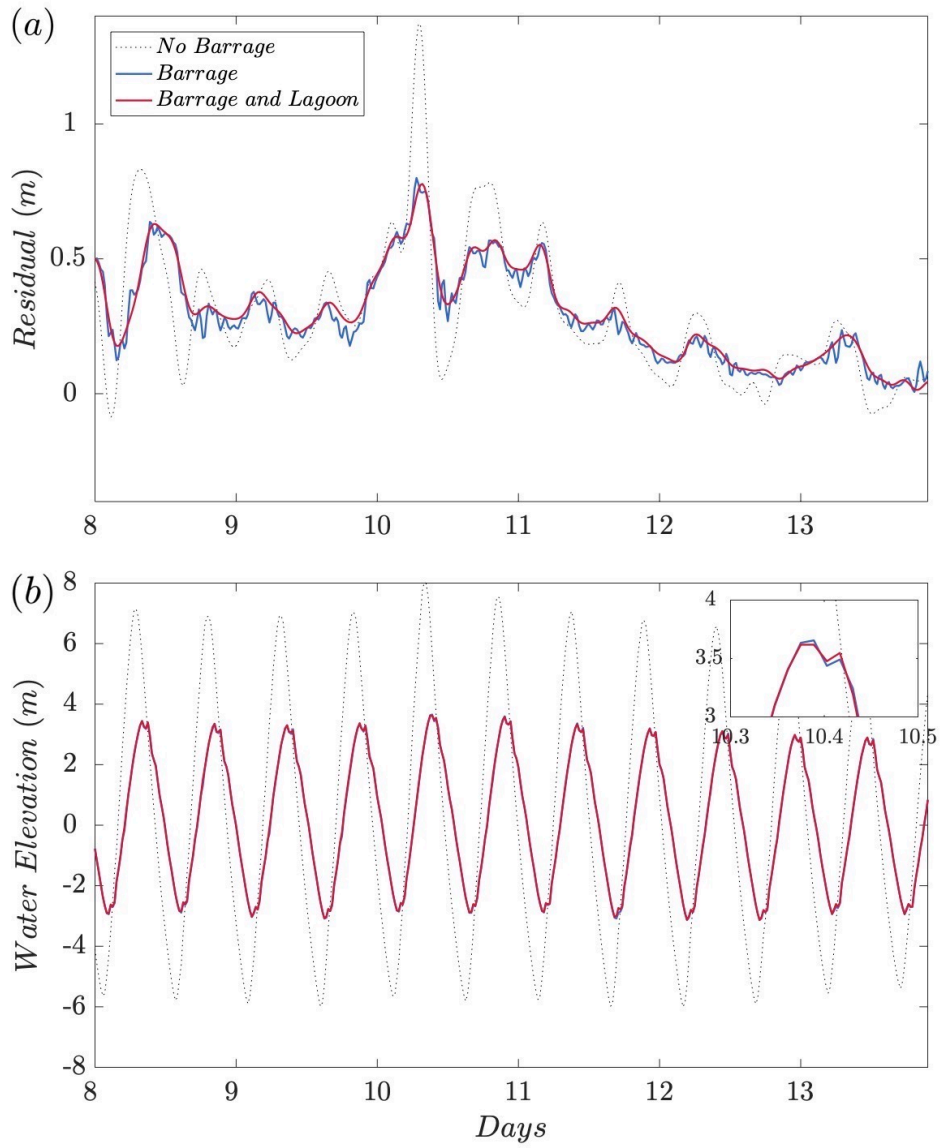 (a)
No Barrage
Barrage
Barrage and Lagoon
1
0.5
0
Residual (m)
8 9 10 11 12 13
(b)
8
6
4
2
0
-2
-4
-6
-8
Water Elevation (m)
4
3.5
3
10.3 10.4 10.5
8 9 10 11 12 13
Days